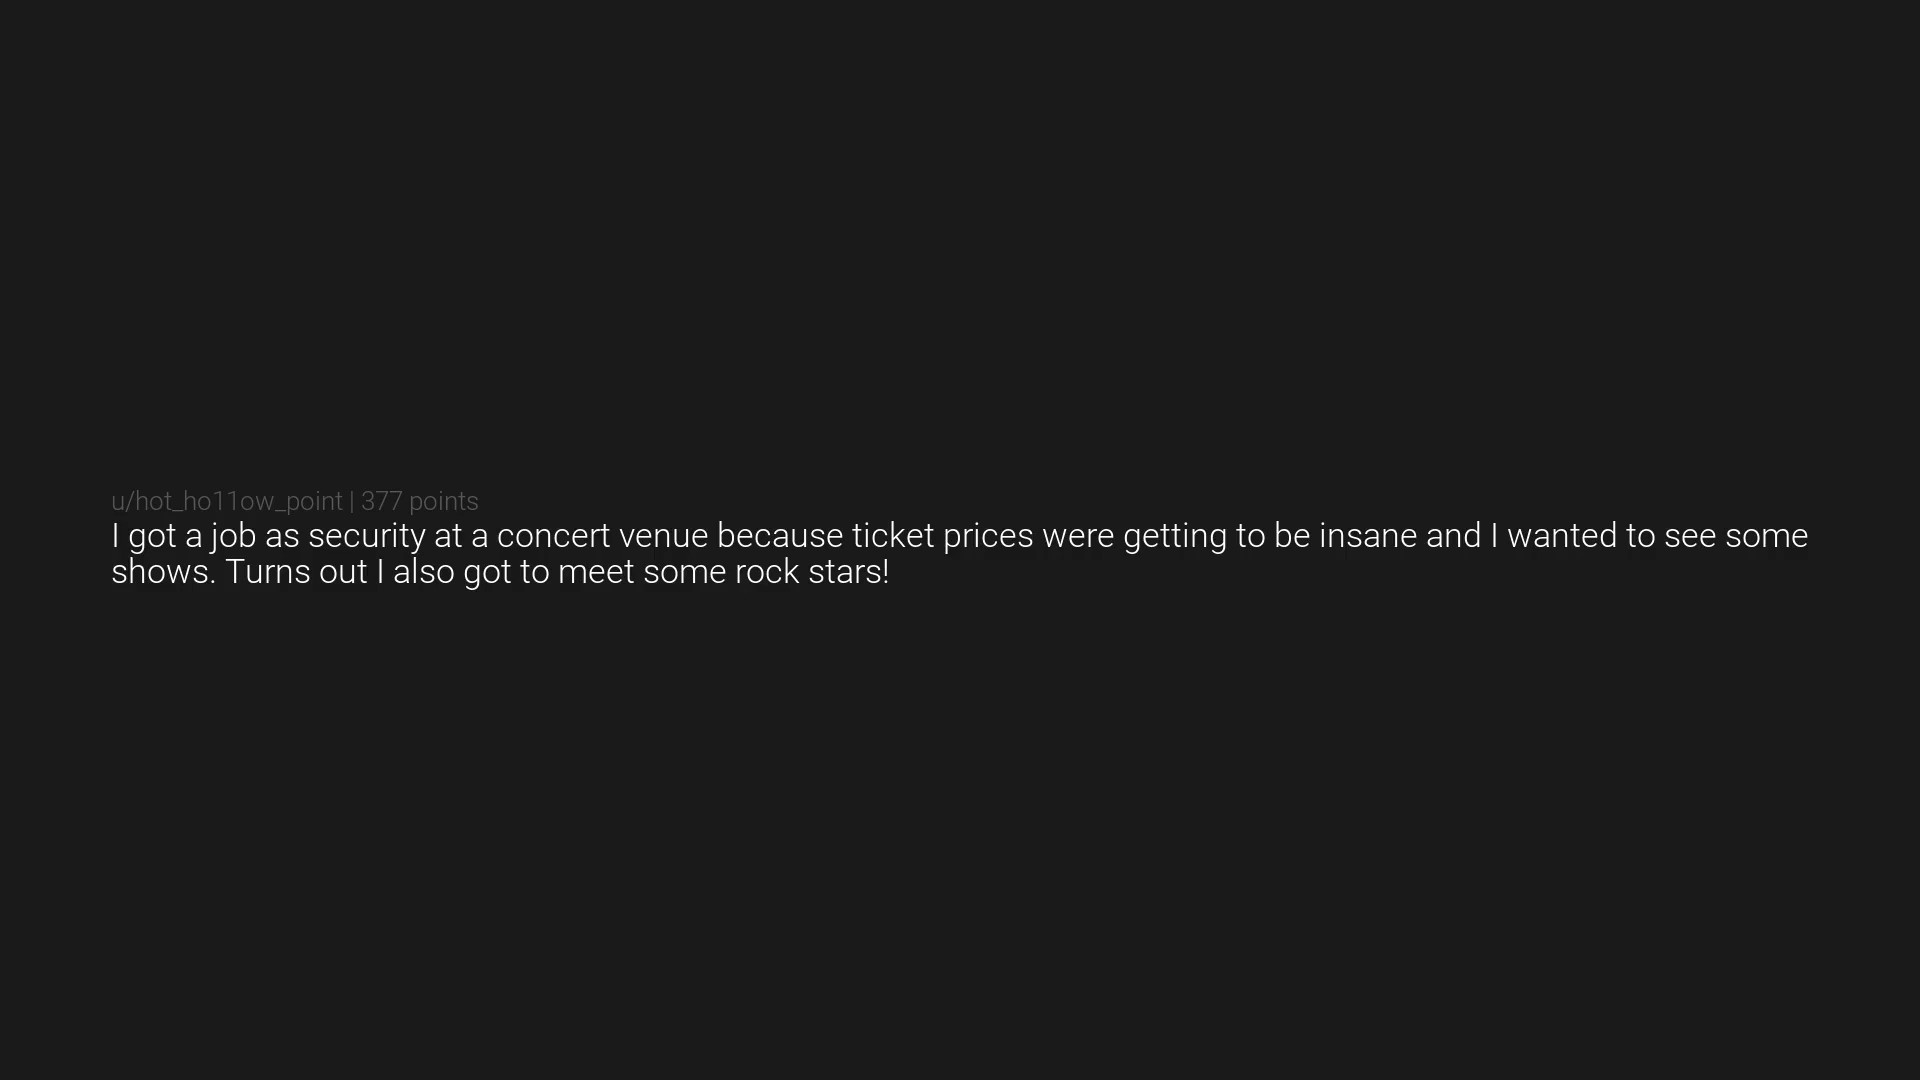 u/hot_ho11ow_point | 377 points
I got a job as security at a concert venue because ticket prices were getting to be insane and I wanted to see some
shows. Turns out I also got to meet some rock stars!